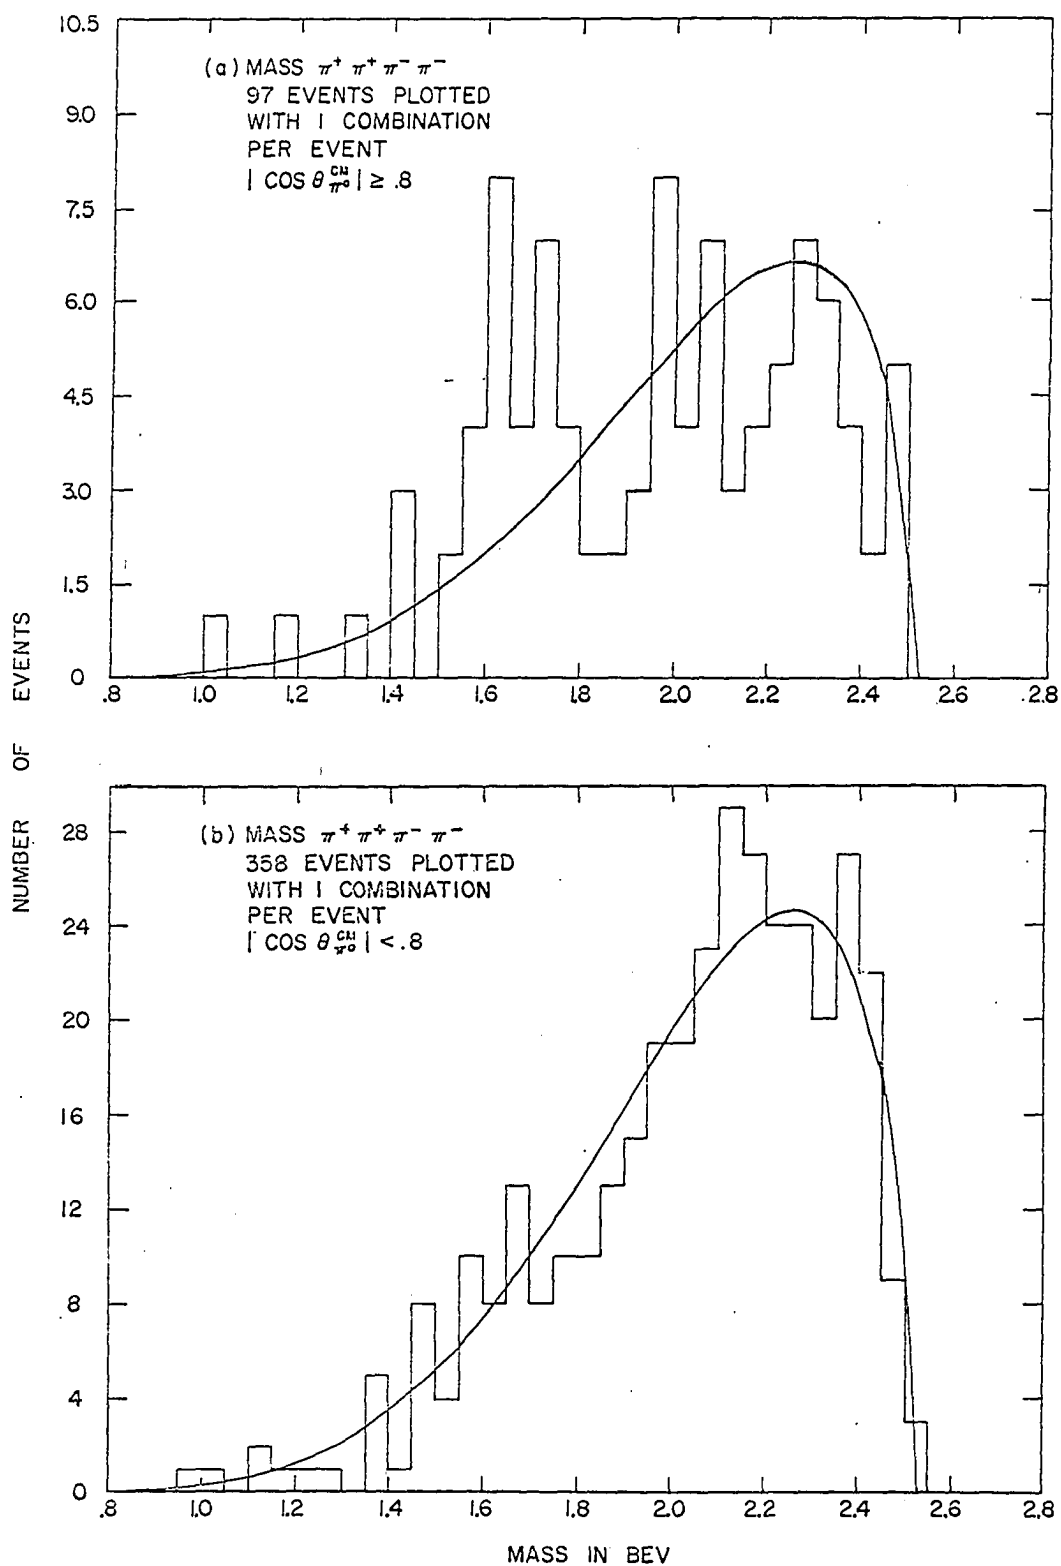 10.5
9.0
7.5
6.0
4.5
3.0
1.5
0
(a) MASS π⁺ π⁺ π⁻ π⁻
97 EVENTS PLOTTED
WITH 1 COMBINATION
PER EVENT
| COS θ CM π⁰ | ≥ .8
.8 1.0 1.2 1.4 1.6 1.8 2.0 2.2 2.4 2.6 2.8
NUMBER OF EVENTS
28
24
20
16
12
8
4
0
(b) MASS π⁺ π⁺ π⁻ π⁻
358 EVENTS PLOTTED
WITH 1 COMBINATION
PER EVENT
| COS θ CM π⁰ | < .8
.8 1.0 1.2 1.4 1.6 1.8 2.0 2.2 2.4 2.6 2.8
MASS IN BEV